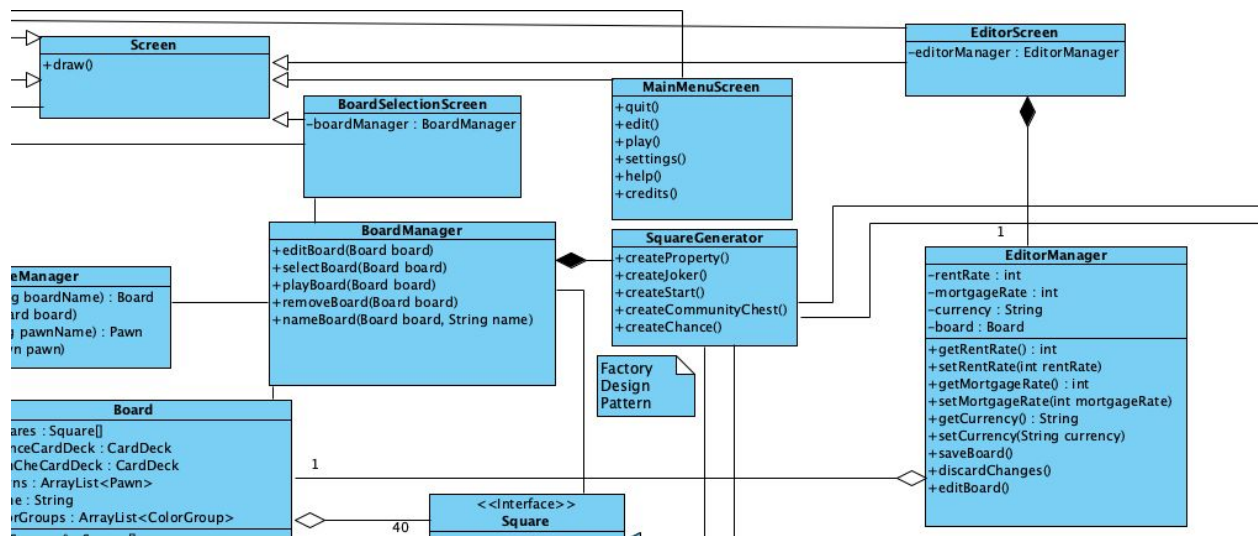 Screen
+draw()
BoardSelectionScreen
-boardManager : BoardManager
MainMenuScreen
+quit()
+edit()
+play()
+settings()
+help()
+credits()
EditorScreen
-editorManager : EditorManager
BoardManager
+editBoard(Board board)
+selectBoard(Board board)
+playBoard(Board board)
+removeBoard(Board board)
+nameBoard(Board board, String name)
SquareGenerator
+createProperty()
+createJoker()
+createStart()
+createCommunityChest()
+createChance()
Factory
Design
Pattern
1
EditorManager
-rentRate : int
-mortgageRate : int
-currency : String
-board : Board
+getRentRate() : int
+setRentRate(int rentRate)
+getMortgageRate() : int
+setMortgageRate(int mortgageRate)
+getCurrency() : String
+setCurrency(String currency)
+saveBoard()
+discardChanges()
+editBoard()
eManager
g boardName) : Board
ard board)
g pawnName) : Pawn
wn pawn)
Board
ares : Square[]
nceCardDeck : CardDeck
nCheCardDeck : CardDeck
wns : ArrayList<Pawn>
ne : String
orGroups : ArrayList<ColorGroup>
1
40
<<Interface>>
Square